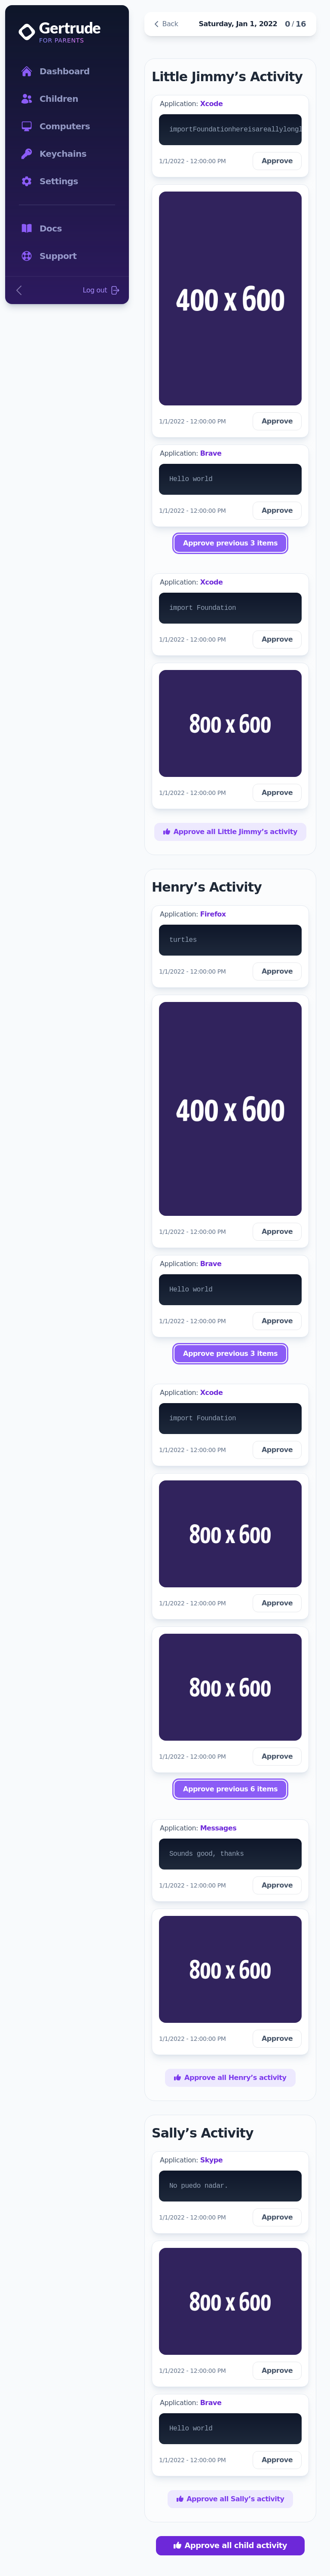 Gertrude
FOR PARENTS
Dashboard
Children
Computers
Keychains
Settings
Docs
Support
Log out
Back
Saturday, Jan 1, 2022
0 / 16
Little Jimmy’s Activity
Application: Xcode
importFoundationhereisareallylongl
1/1/2022 - 12:00:00 PM
Approve
400 x 600
1/1/2022 - 12:00:00 PM
Approve
Application: Brave
Hello world
1/1/2022 - 12:00:00 PM
Approve
Approve previous 3 items
Application: Xcode
import Foundation
1/1/2022 - 12:00:00 PM
Approve
800 x 600
1/1/2022 - 12:00:00 PM
Approve
Approve all Little Jimmy’s activity
Henry’s Activity
Application: Firefox
turtles
1/1/2022 - 12:00:00 PM
Approve
400 x 600
1/1/2022 - 12:00:00 PM
Approve
Application: Brave
Hello world
1/1/2022 - 12:00:00 PM
Approve
Approve previous 3 items
Application: Xcode
import Foundation
1/1/2022 - 12:00:00 PM
Approve
800 x 600
1/1/2022 - 12:00:00 PM
Approve
800 x 600
1/1/2022 - 12:00:00 PM
Approve
Approve previous 6 items
Application: Messages
Sounds good, thanks
1/1/2022 - 12:00:00 PM
Approve
800 x 600
1/1/2022 - 12:00:00 PM
Approve
Approve all Henry’s activity
Sally’s Activity
Application: Skype
No puedo nadar.
1/1/2022 - 12:00:00 PM
Approve
800 x 600
1/1/2022 - 12:00:00 PM
Approve
Application: Brave
Hello world
1/1/2022 - 12:00:00 PM
Approve
Approve all Sally’s activity
Approve all child activity